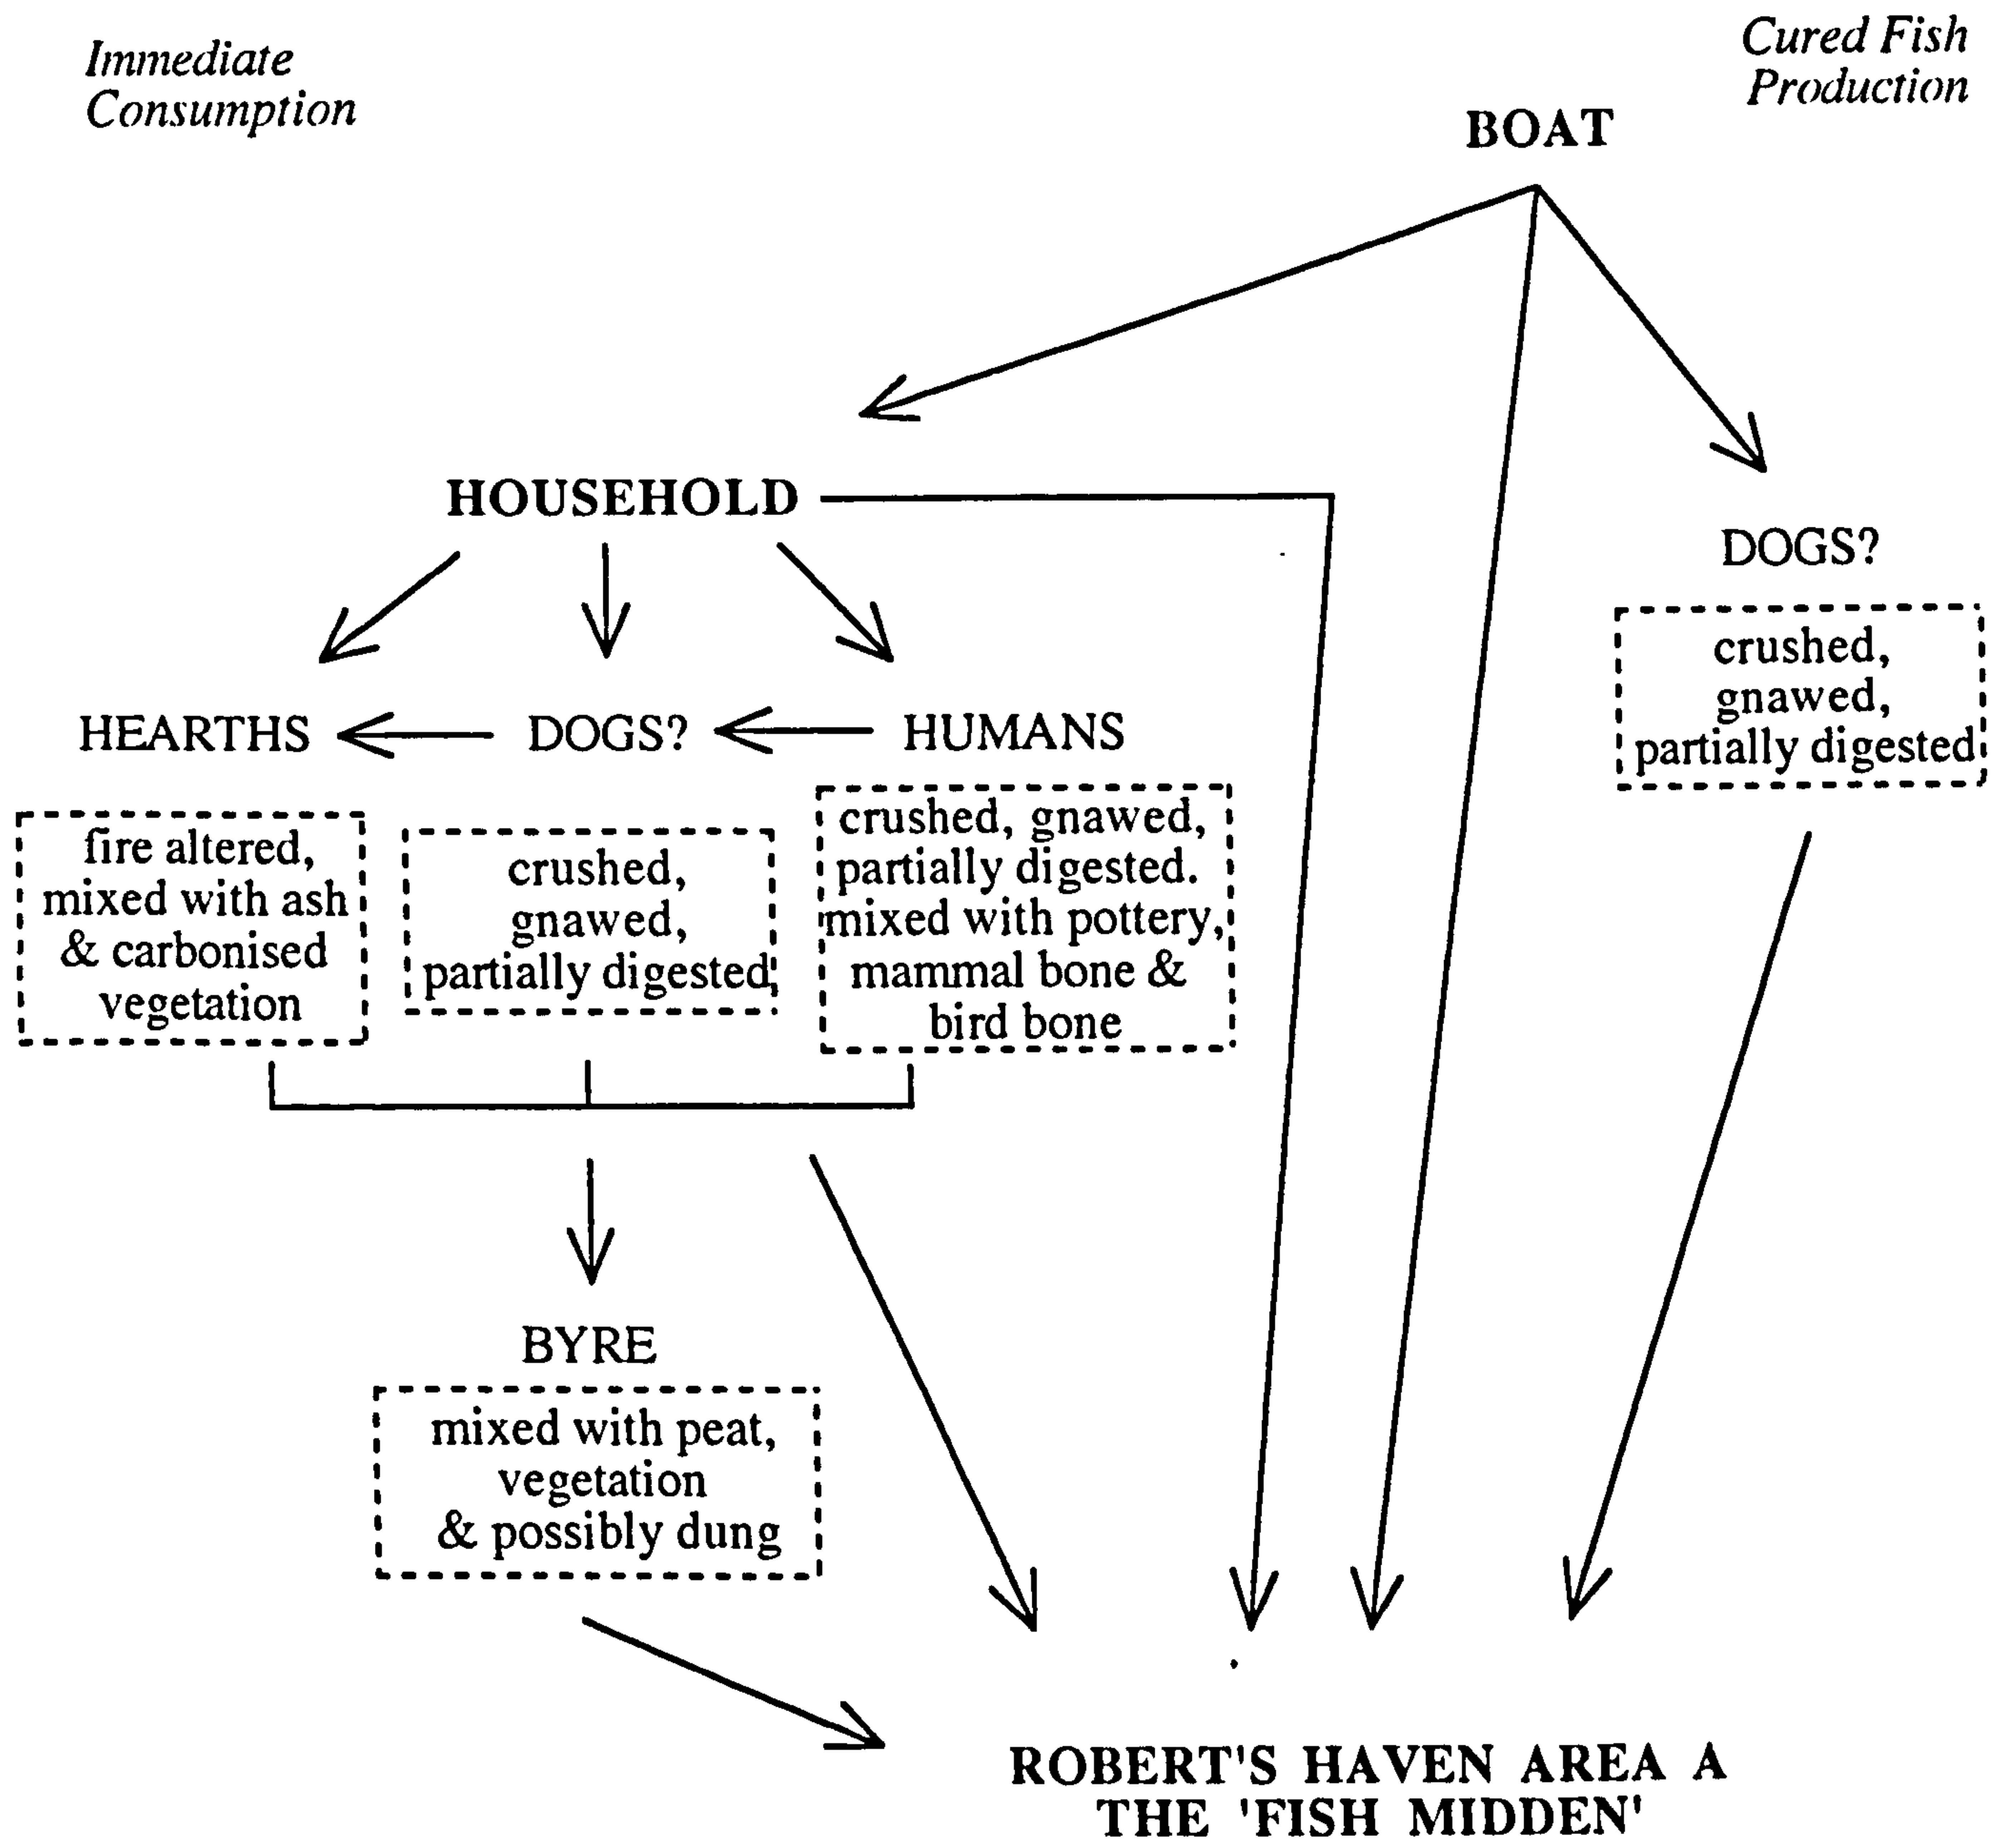 Immediate
Consumption
Cured Fish
Production
BOAT
HOUSEHOLD
DOGS?
crushed,
gnawed,
partially digested
HEARTHS
DOGS?
HUMANS
fire altered,
mixed with ash
& carbonised
vegetation
crushed,
gnawed,
partially digested
crushed, gnawed,
partially digested.
mixed with pottery,
mammal bone &
bird bone
BYRE
mixed with peat,
vegetation
& possibly dung
ROBERT'S HAVEN AREA A
THE 'FISH MIDDEN'